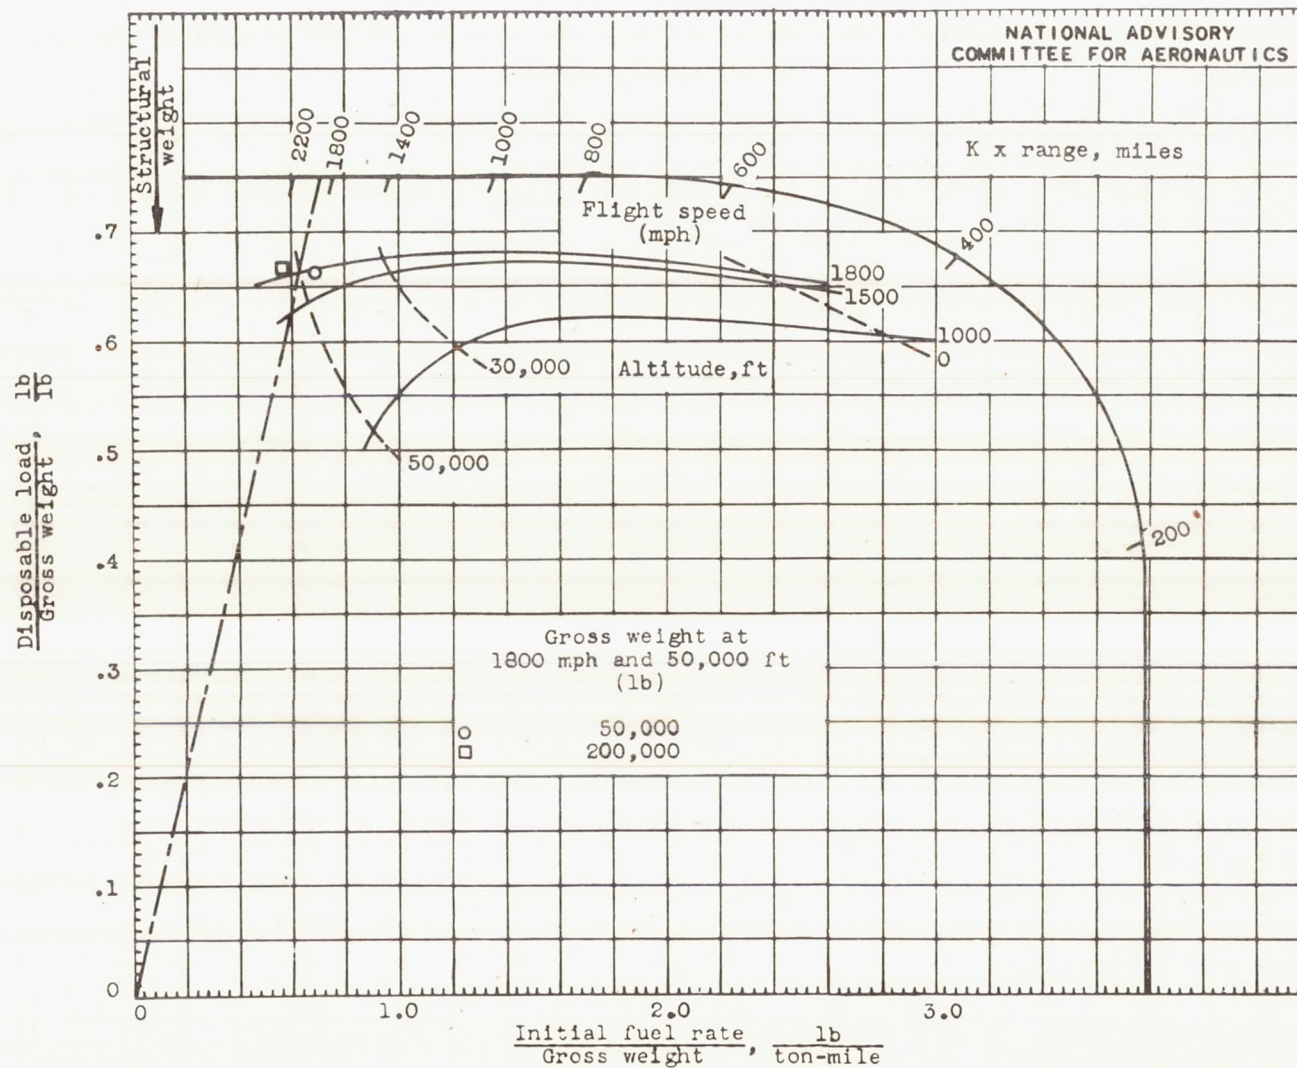 NATIONAL ADVISORY
COMMITTEE FOR AERONAUTICS
Structural
weight
2200
1800
1400
1000
800
600
400
200
K x range, miles
Flight speed
(mph)
1800
1500
1000
0
30,000
Altitude,ft
50,000
Gross weight at
1800 mph and 50,000 ft
(lb)
50,000
200,000
Disposable load, lb
Gross weight, lb
.7
.6
.5
.4
.3
.2
.1
0
0 1.0 2.0 3.0
Initial fuel rate, lb
Gross weight ton-mile